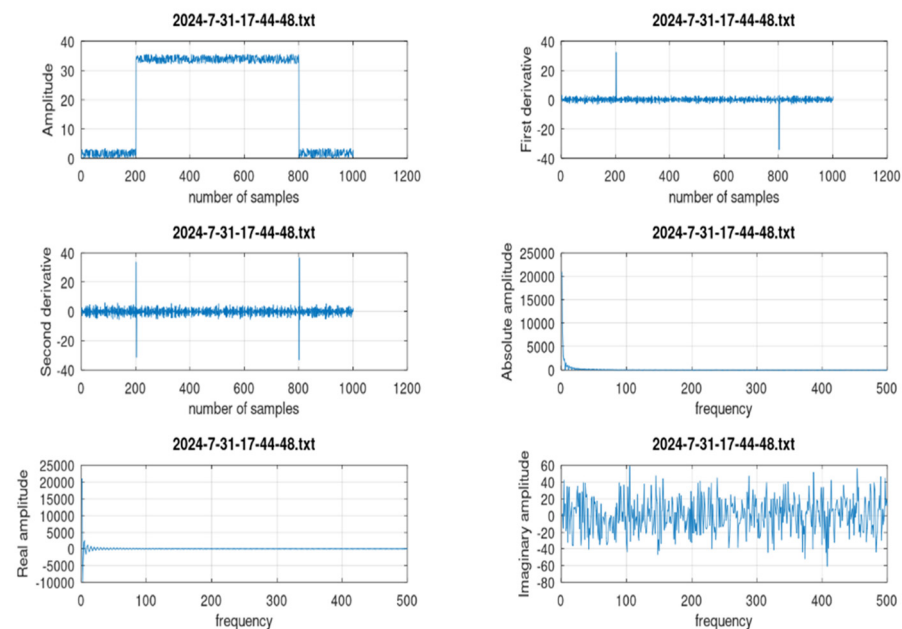 2024-7-31-17-44-48.txt
Amplitude
40
30
20
10
0
0 200 400 600 800 1000 1200
number of samples
2024-7-31-17-44-48.txt
First derivative
40
20
0
-20
-40
0 200 400 600 800 1000 1200
number of samples
2024-7-31-17-44-48.txt
Second derivative
40
20
0
-20
-40
0 200 400 600 800 1000 1200
number of samples
2024-7-31-17-44-48.txt
Absolute amplitude
25000
20000
15000
10000
5000
0
0 100 200 300 400 500
frequency
2024-7-31-17-44-48.txt
Real amplitude
25000
20000
15000
10000
5000
0
-5000
-10000
0 100 200 300 400 500
frequency
2024-7-31-17-44-48.txt
Imaginary amplitude
60
40
20
0
-20
-40
-60
-80
0 100 200 300 400 500
frequency